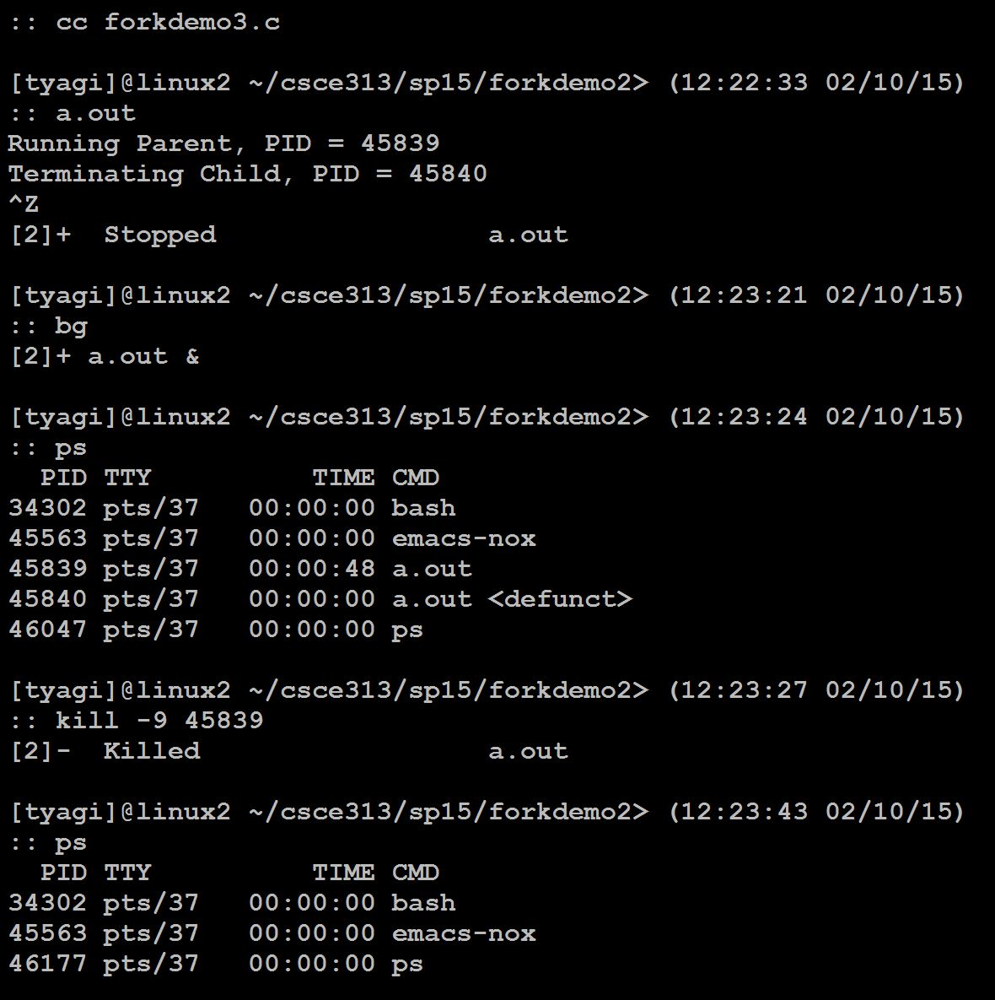 :: cc forkdemo3.c
[tyagi]@linux2 ~/csce313/sp15/forkdemo2> (12:22:33 02/10/15)
:: a.out
Running Parent, PID = 45839
Terminating Child, PID = 45840
^Z
[2]+  Stopped                 a.out
[tyagi]@linux2 ~/csce313/sp15/forkdemo2> (12:23:21 02/10/15)
:: bg
[2]+ a.out &
[tyagi]@linux2 ~/csce313/sp15/forkdemo2> (12:23:24 02/10/15)
:: ps
  PID TTY          TIME CMD
34302 pts/37   00:00:00 bash
45563 pts/37   00:00:00 emacs-nox
45839 pts/37   00:00:48 a.out
45840 pts/37   00:00:00 a.out <defunct>
46047 pts/37   00:00:00 ps
[tyagi]@linux2 ~/csce313/sp15/forkdemo2> (12:23:27 02/10/15)
:: kill -9 45839
[2]-  Killed                  a.out
[tyagi]@linux2 ~/csce313/sp15/forkdemo2> (12:23:43 02/10/15)
:: ps
  PID TTY          TIME CMD
34302 pts/37   00:00:00 bash
45563 pts/37   00:00:00 emacs-nox
46177 pts/37   00:00:00 ps